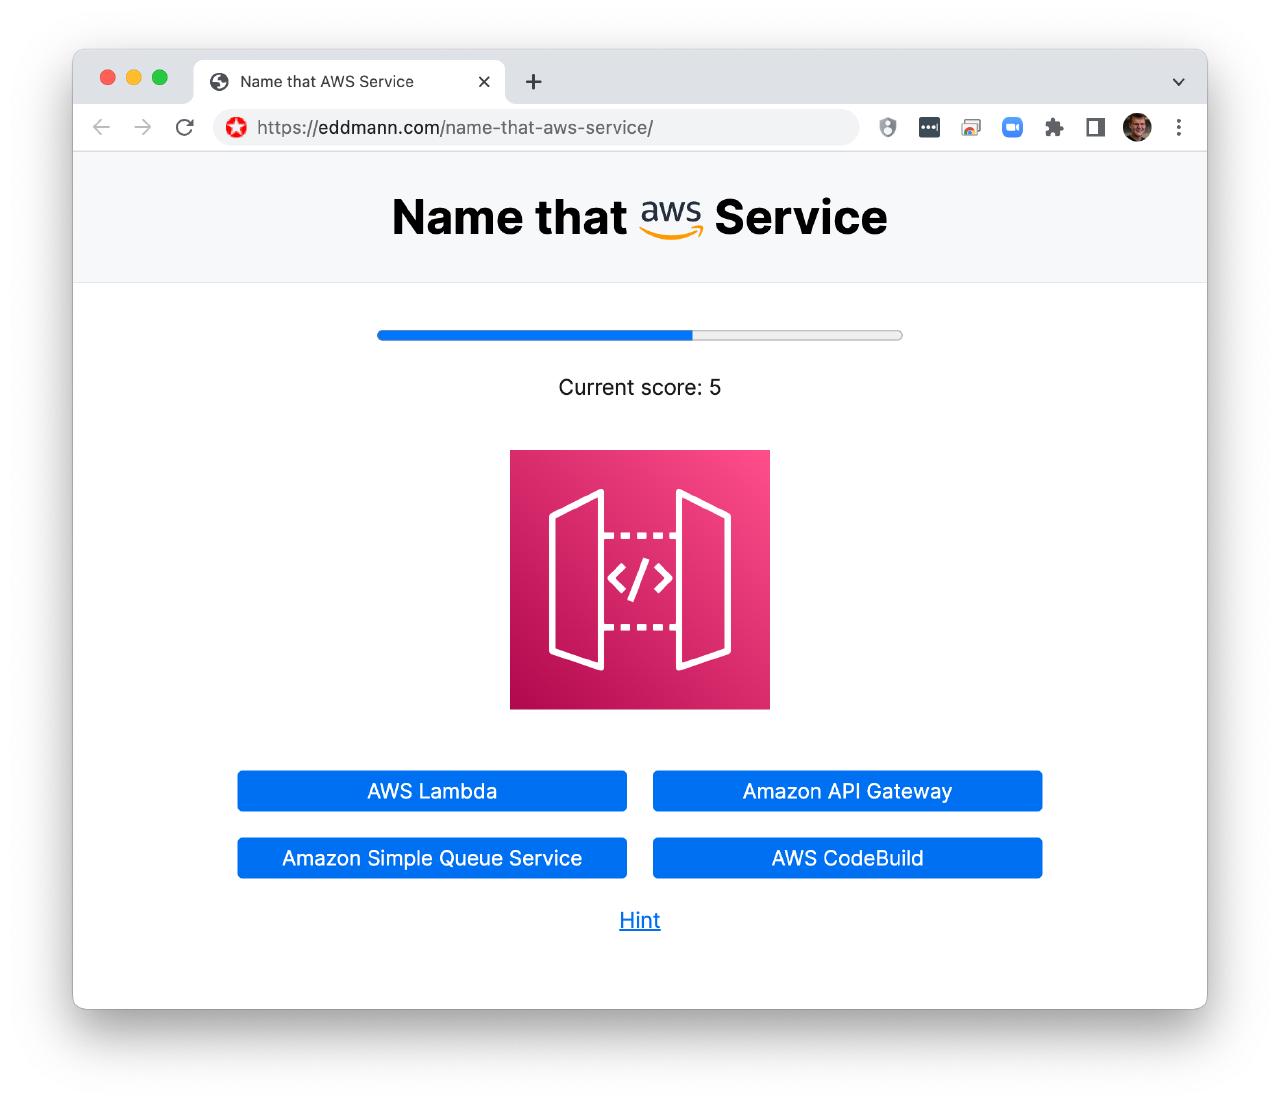 Name that AWS Service
https://eddmann.com/name-that-aws-service/
Name that aws Service
Current score: 5
</>
AWS Lambda
Amazon API Gateway
Amazon Simple Queue Service
AWS CodeBuild
Hint